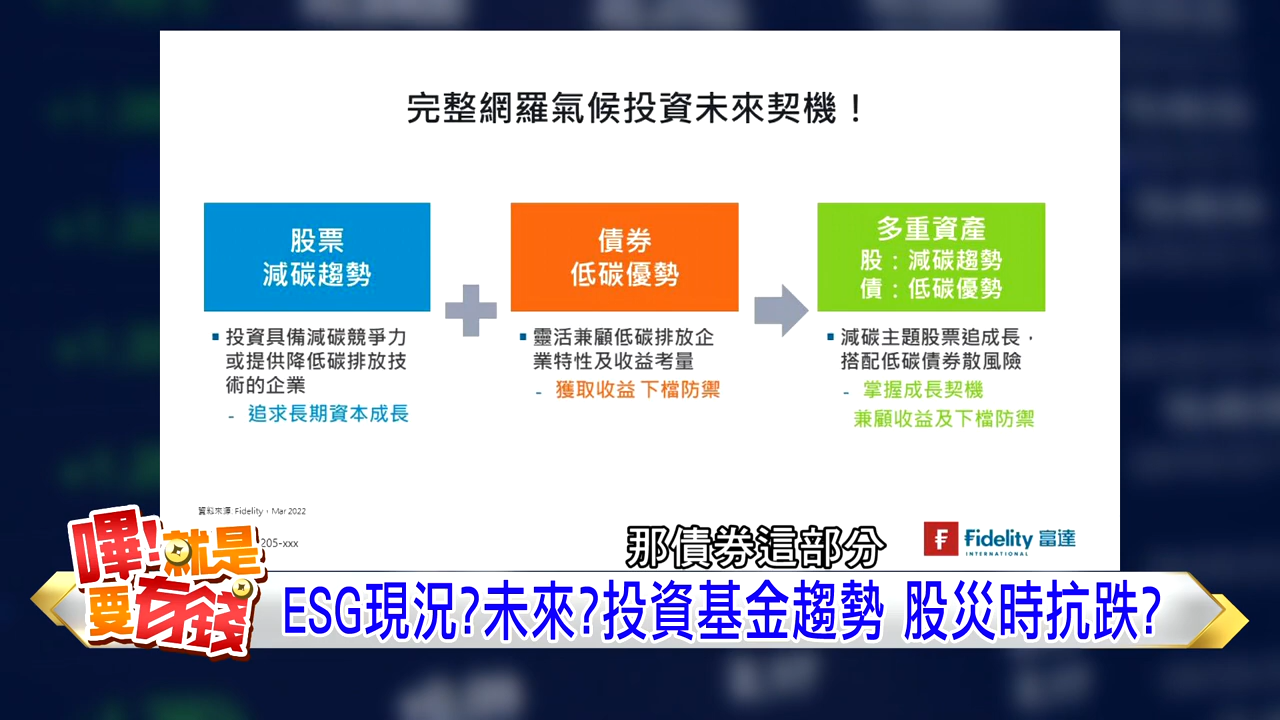 完整網羅氣候投資未來契機！
股票
減碳趨勢
▪ 投資具備減碳競爭力
或提供降低碳排放技
術的企業
- 追求長期資本成長
債券
低碳優勢
▪ 靈活兼顧低碳排放企
業特性及收益考量
- 獲取收益 下檔防禦
多重資產
股：減碳趨勢
債：低碳優勢
▪ 減碳主題股票追成長，
搭配低碳債券散風險
- 掌握成長契機
兼顧收益及下檔防禦
資料來源: Fidelity，Mar 2022
205-xxx
那債券這部分
Fidelity 富達
INTERNATIONAL
嗶!就是
要有錢
ESG現況?未來?投資基金趨勢 股災時抗跌?